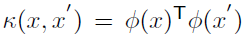 κ(x, x′) = φ(x)ᵀφ(x′)